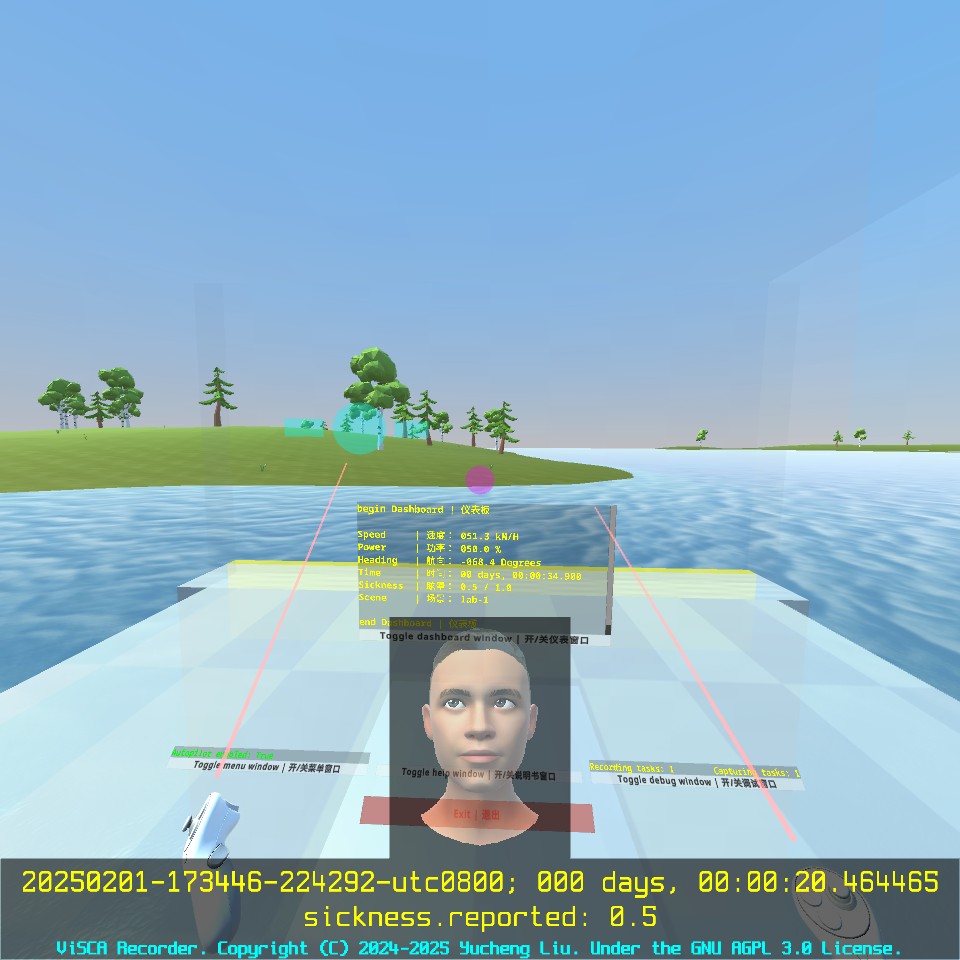 begin Dashboard | 仪表板
Speed | 速度: 051.3 kN/H
Power | 功率: 050.0 %
Heading | 航向: -068.4 Degrees
Time | 时间: 00 days, 00:00:34.900
Sickness | 眩晕: 0.5 / 1.0
Scene | 场景: lab-1
end Dashboard | 仪表板
Toggle dashboard window | 开/关仪表窗口
Autopilot enabled: True
Toggle menu window | 开/关菜单窗口
Toggle help window | 开/关说明书窗口
Recording tasks: 1 Capturing tasks: 1
Toggle debug window | 开/关调试窗口
Exit | 退出
20250201-173446-224292-utc0800; 000 days, 00:00:20.464465
sickness.reported: 0.5
ViSCA Recorder. Copyright (C) 2024-2025 Yucheng Liu. Under the GNU AGPL 3.0 License.